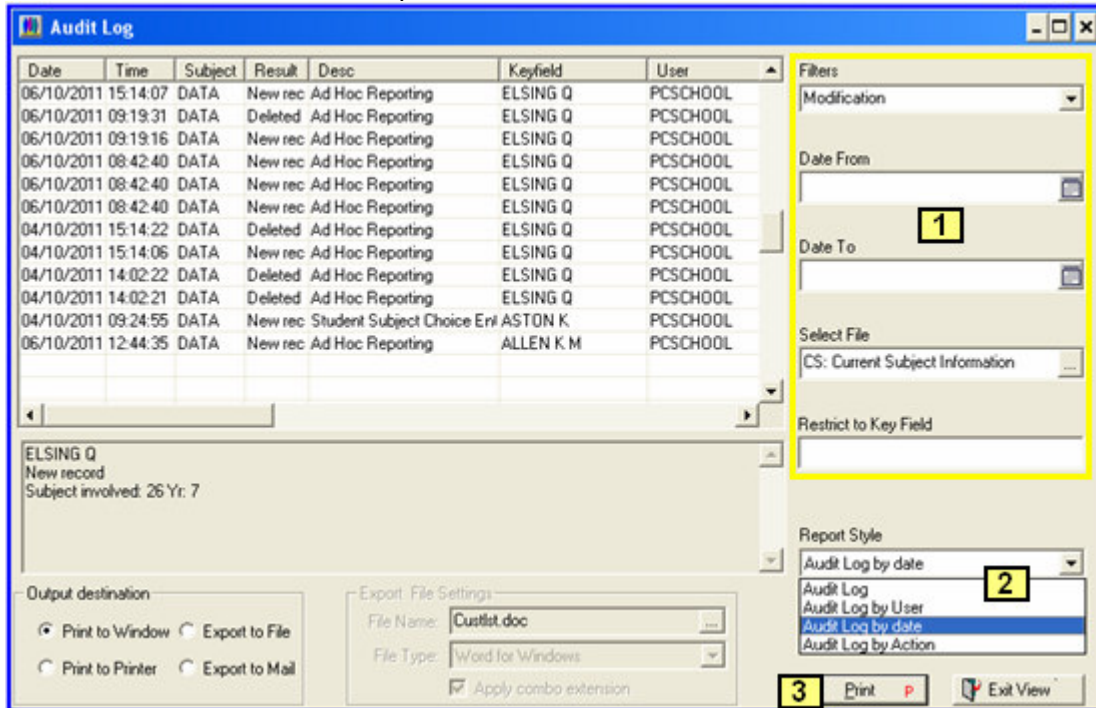 Audit Log
Date Time Subject Result Desc Keyfield User
06/10/2011 15:14:07 DATA New rec Ad Hoc Reporting ELSING Q PCSCHOOL
06/10/2011 09:19:31 DATA Deleted Ad Hoc Reporting ELSING Q PCSCHOOL
06/10/2011 09:19:16 DATA New rec Ad Hoc Reporting ELSING Q PCSCHOOL
06/10/2011 08:42:40 DATA New rec Ad Hoc Reporting ELSING Q PCSCHOOL
06/10/2011 08:42:40 DATA New rec Ad Hoc Reporting ELSING Q PCSCHOOL
06/10/2011 08:42:40 DATA New rec Ad Hoc Reporting ELSING Q PCSCHOOL
04/10/2011 15:14:22 DATA Deleted Ad Hoc Reporting ELSING Q PCSCHOOL
04/10/2011 15:14:06 DATA New rec Ad Hoc Reporting ELSING Q PCSCHOOL
04/10/2011 14:02:22 DATA Deleted Ad Hoc Reporting ELSING Q PCSCHOOL
04/10/2011 14:02:21 DATA Deleted Ad Hoc Reporting ELSING Q PCSCHOOL
04/10/2011 09:24:55 DATA New rec Student Subject Choice Ent ASTON K PCSCHOOL
06/10/2011 12:44:35 DATA New rec Ad Hoc Reporting ALLEN K M PCSCHOOL
ELSING Q
New record
Subject involved: 26 Yr: 7
Output destination
Print to Window Export to File
Print to Printer Export to Mail
Export File Settings
File Name: Custlst.doc ...
File Type: Word for Windows
Apply combo extension
Filters
Modification
Date From
1
Date To
Select File
CS: Current Subject Information ...
Restrict to Key Field
Report Style
Audit Log by date
2
Audit Log
Audit Log by User
Audit Log by date
Audit Log by Action
3 Print P Exit View